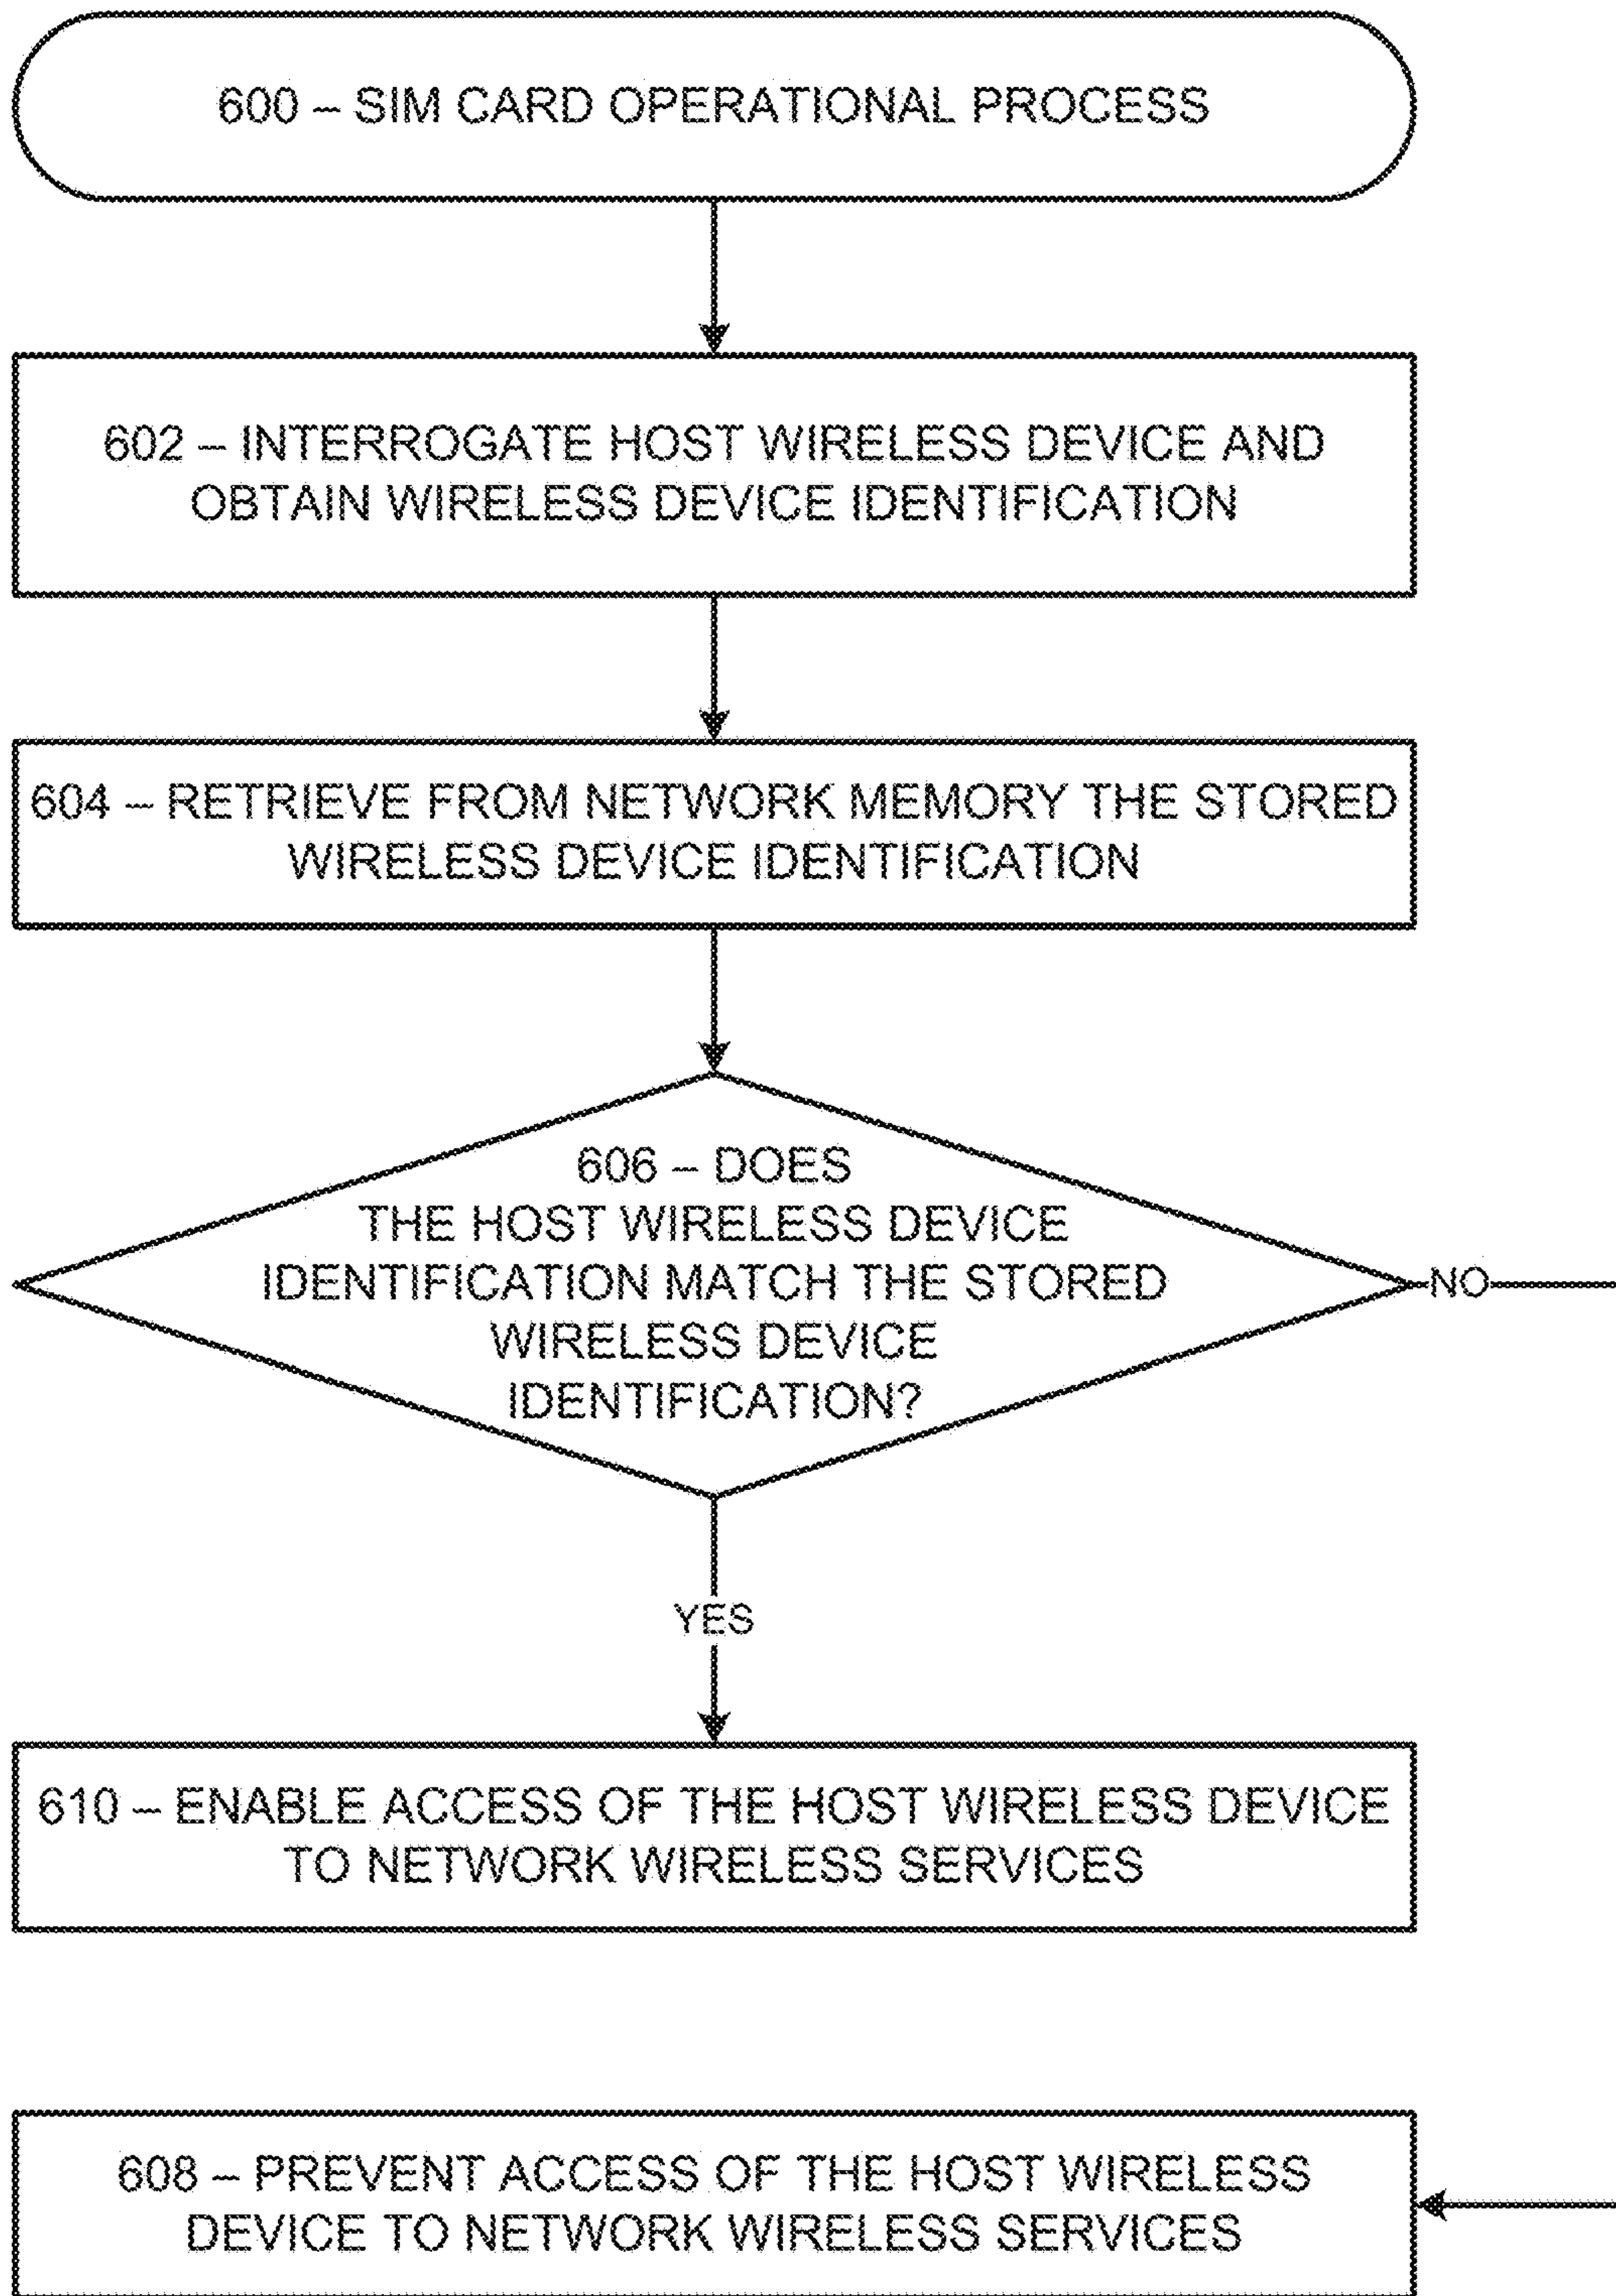 600 – SIM CARD OPERATIONAL PROCESS
602 – INTERROGATE HOST WIRELESS DEVICE AND
OBTAIN WIRELESS DEVICE IDENTIFICATION
604 – RETRIEVE FROM NETWORK MEMORY THE STORED
WIRELESS DEVICE IDENTIFICATION
606 – DOES
THE HOST WIRELESS DEVICE
IDENTIFICATION MATCH THE STORED
WIRELESS DEVICE
IDENTIFICATION?
NO
YES
610 – ENABLE ACCESS OF THE HOST WIRELESS DEVICE
TO NETWORK WIRELESS SERVICES
608 – PREVENT ACCESS OF THE HOST WIRELESS
DEVICE TO NETWORK WIRELESS SERVICES